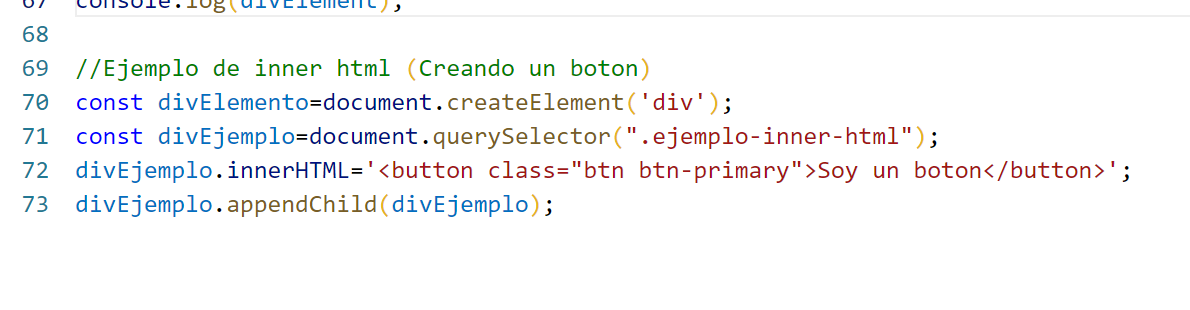 67 console.log(divElement);
68
69 //Ejemplo de inner html (Creando un boton)
70 const divElemento=document.createElement('div');
71 const divEjemplo=document.querySelector(".ejemplo-inner-html");
72 divEjemplo.innerHTML='<button class="btn btn-primary">Soy un boton</button>';
73 divEjemplo.appendChild(divEjemplo);